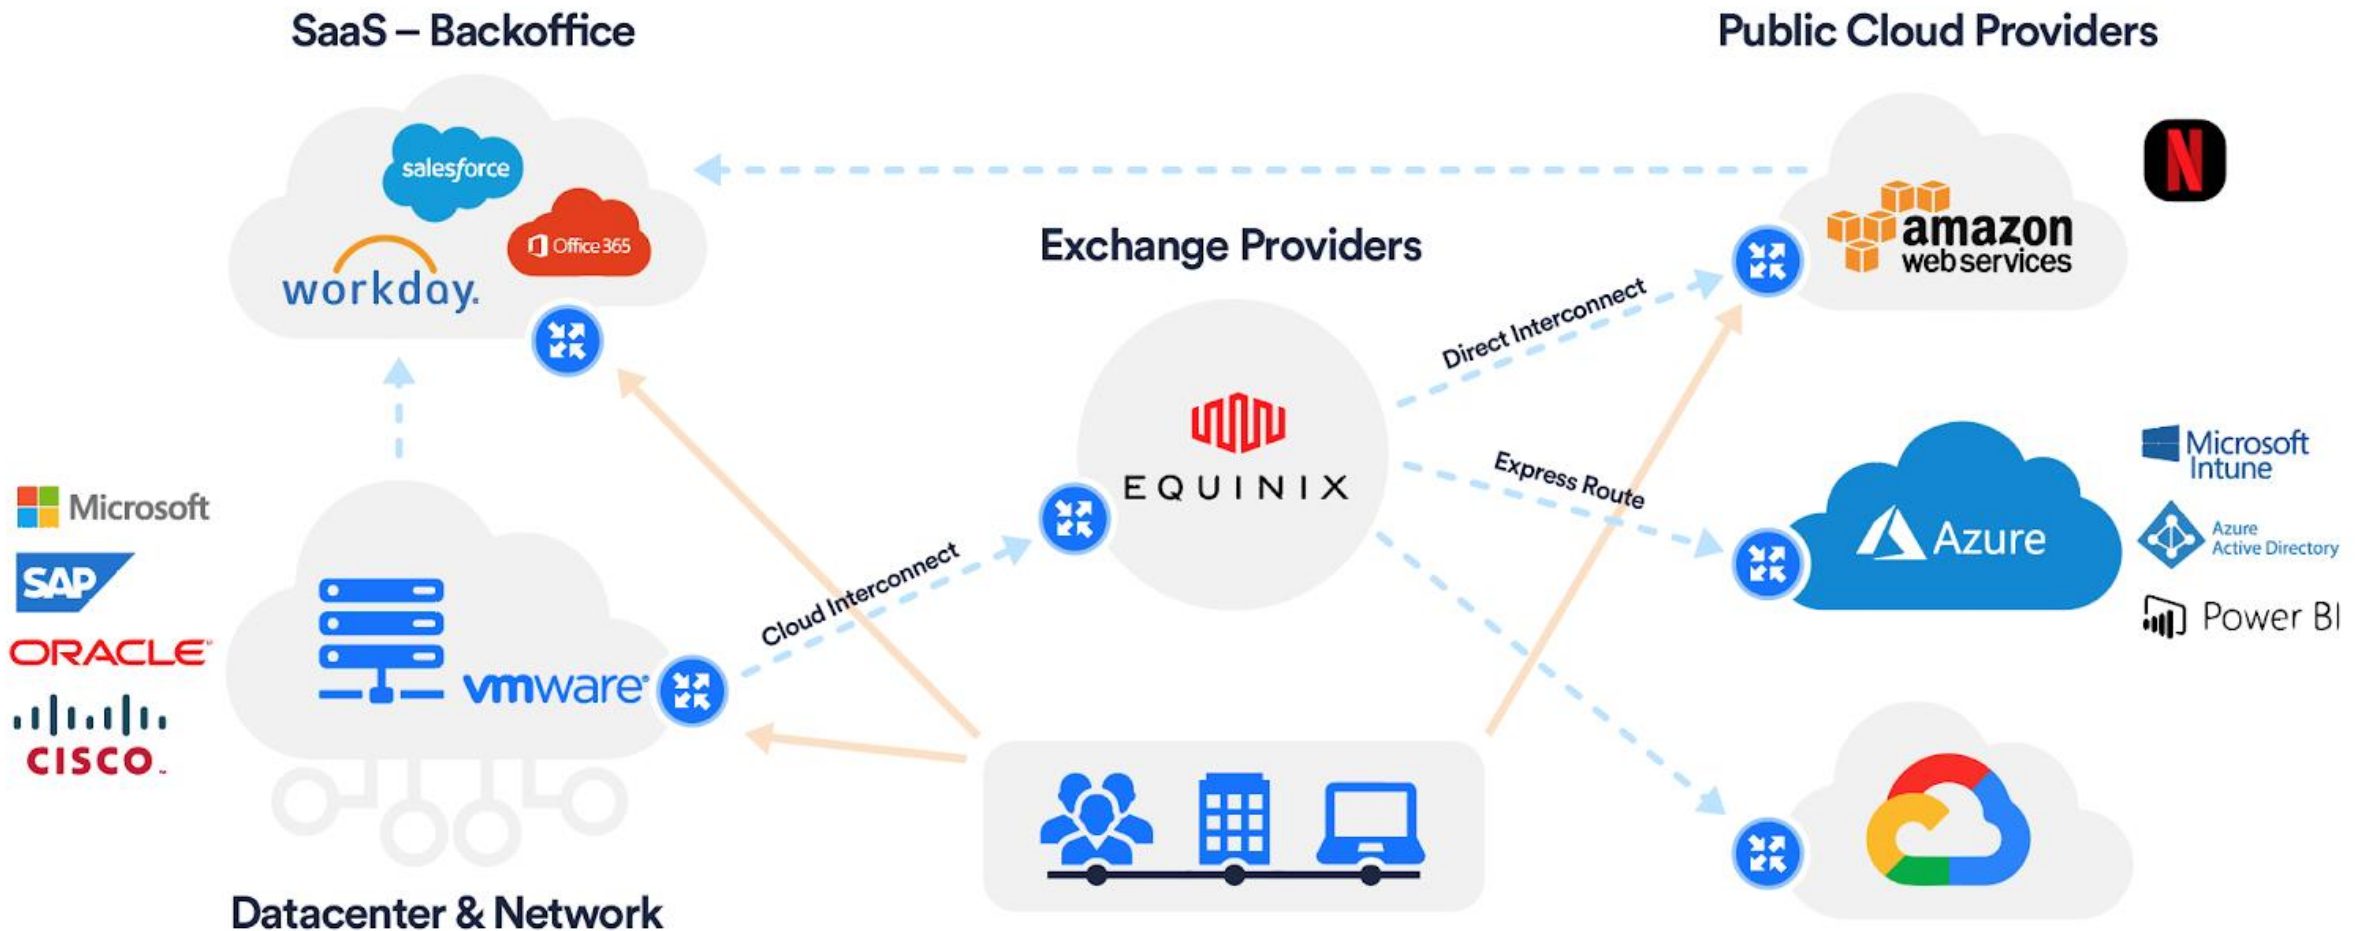 SaaS – Backoffice
Public Cloud Providers
salesforce
Office 365
workday.
N
amazon
web services
Exchange Providers
Direct Interconnect
EQUINIX
Express Route
Microsoft
Intune
Azure
Azure
Active Directory
Power BI
Microsoft
SAP
ORACLE®
CISCO™
vmware®
Cloud Interconnect
Datacenter & Network